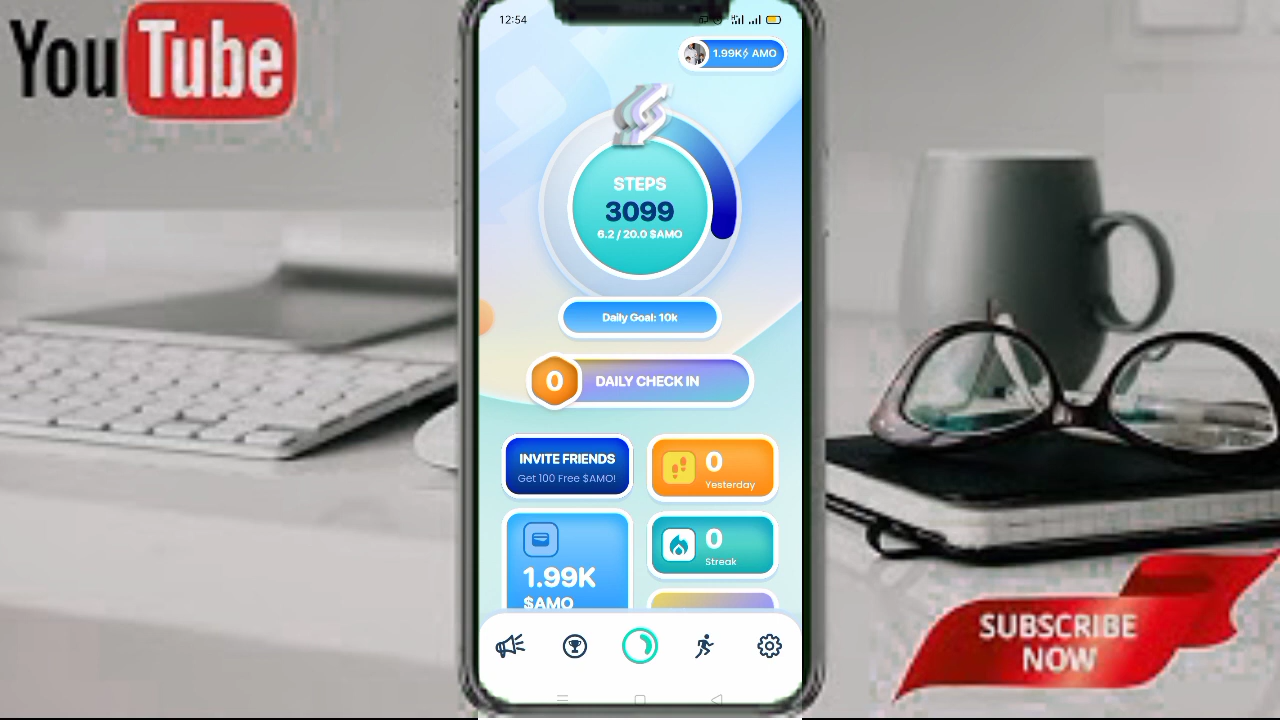 YouTube
12:54
1.99K⚡ AMO
STEPS
3099
6.2 / 20.0 $AMO
Daily Goal: 10k
0 DAILY CHECK IN
INVITE FRIENDS
Get 100 Free $AMO!
0
Yesterday
0
Streak
1.99K
$AMO
SUBSCRIBE
NOW